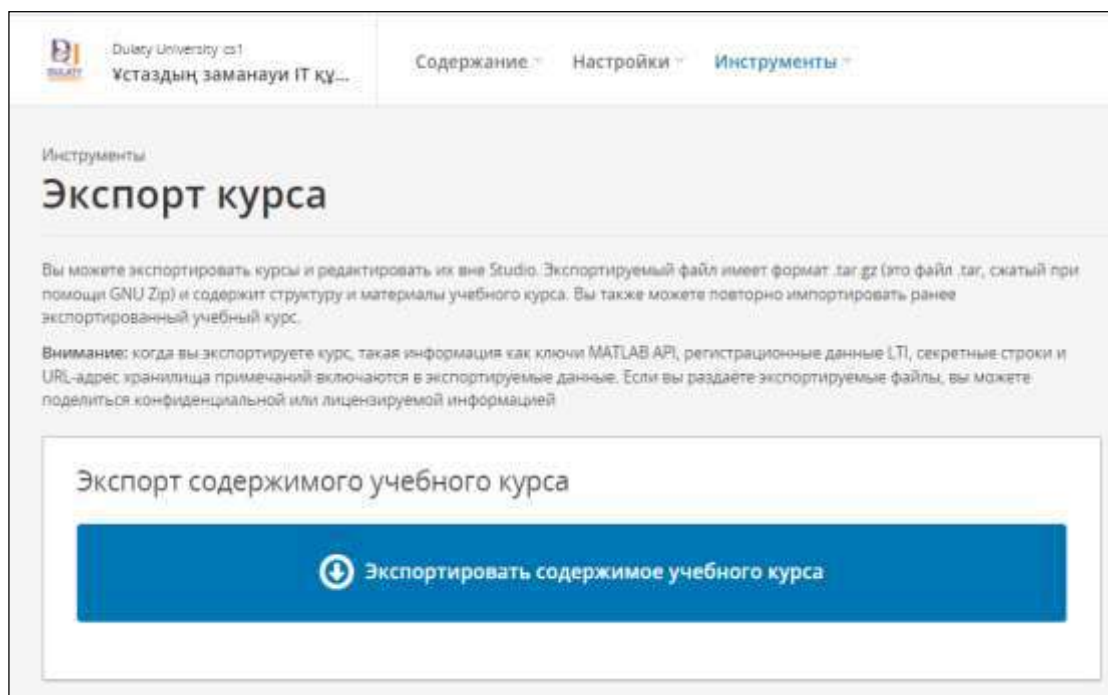 Dulaty University cs1
Ұстаздың заманауи IT құ...
Содержание
Настройки
Инструменты
DULATY
Инструменты
Экспорт курса
Вы можете экспортировать курсы и редактировать их вне Studio. Экспортируемый файл имеет формат .tar.gz (это файл .tar, сжатый при
помощи GNU Zip) и содержит структуру и материалы учебного курса. Вы также можете повторно импортировать ранее
экспортированный учебный курс.
Внимание: когда вы экспортируете курс, такая информация как ключи MATLAB API, регистрационные данные LTI, секретные строки и
URL-адрес хранилища примечаний включаются в экспортируемые данные. Если вы раздаёте экспортируемые файлы, вы можете
поделиться конфиденциальной или лицензируемой информацией
Экспорт содержимого учебного курса
Экспортировать содержимое учебного курса